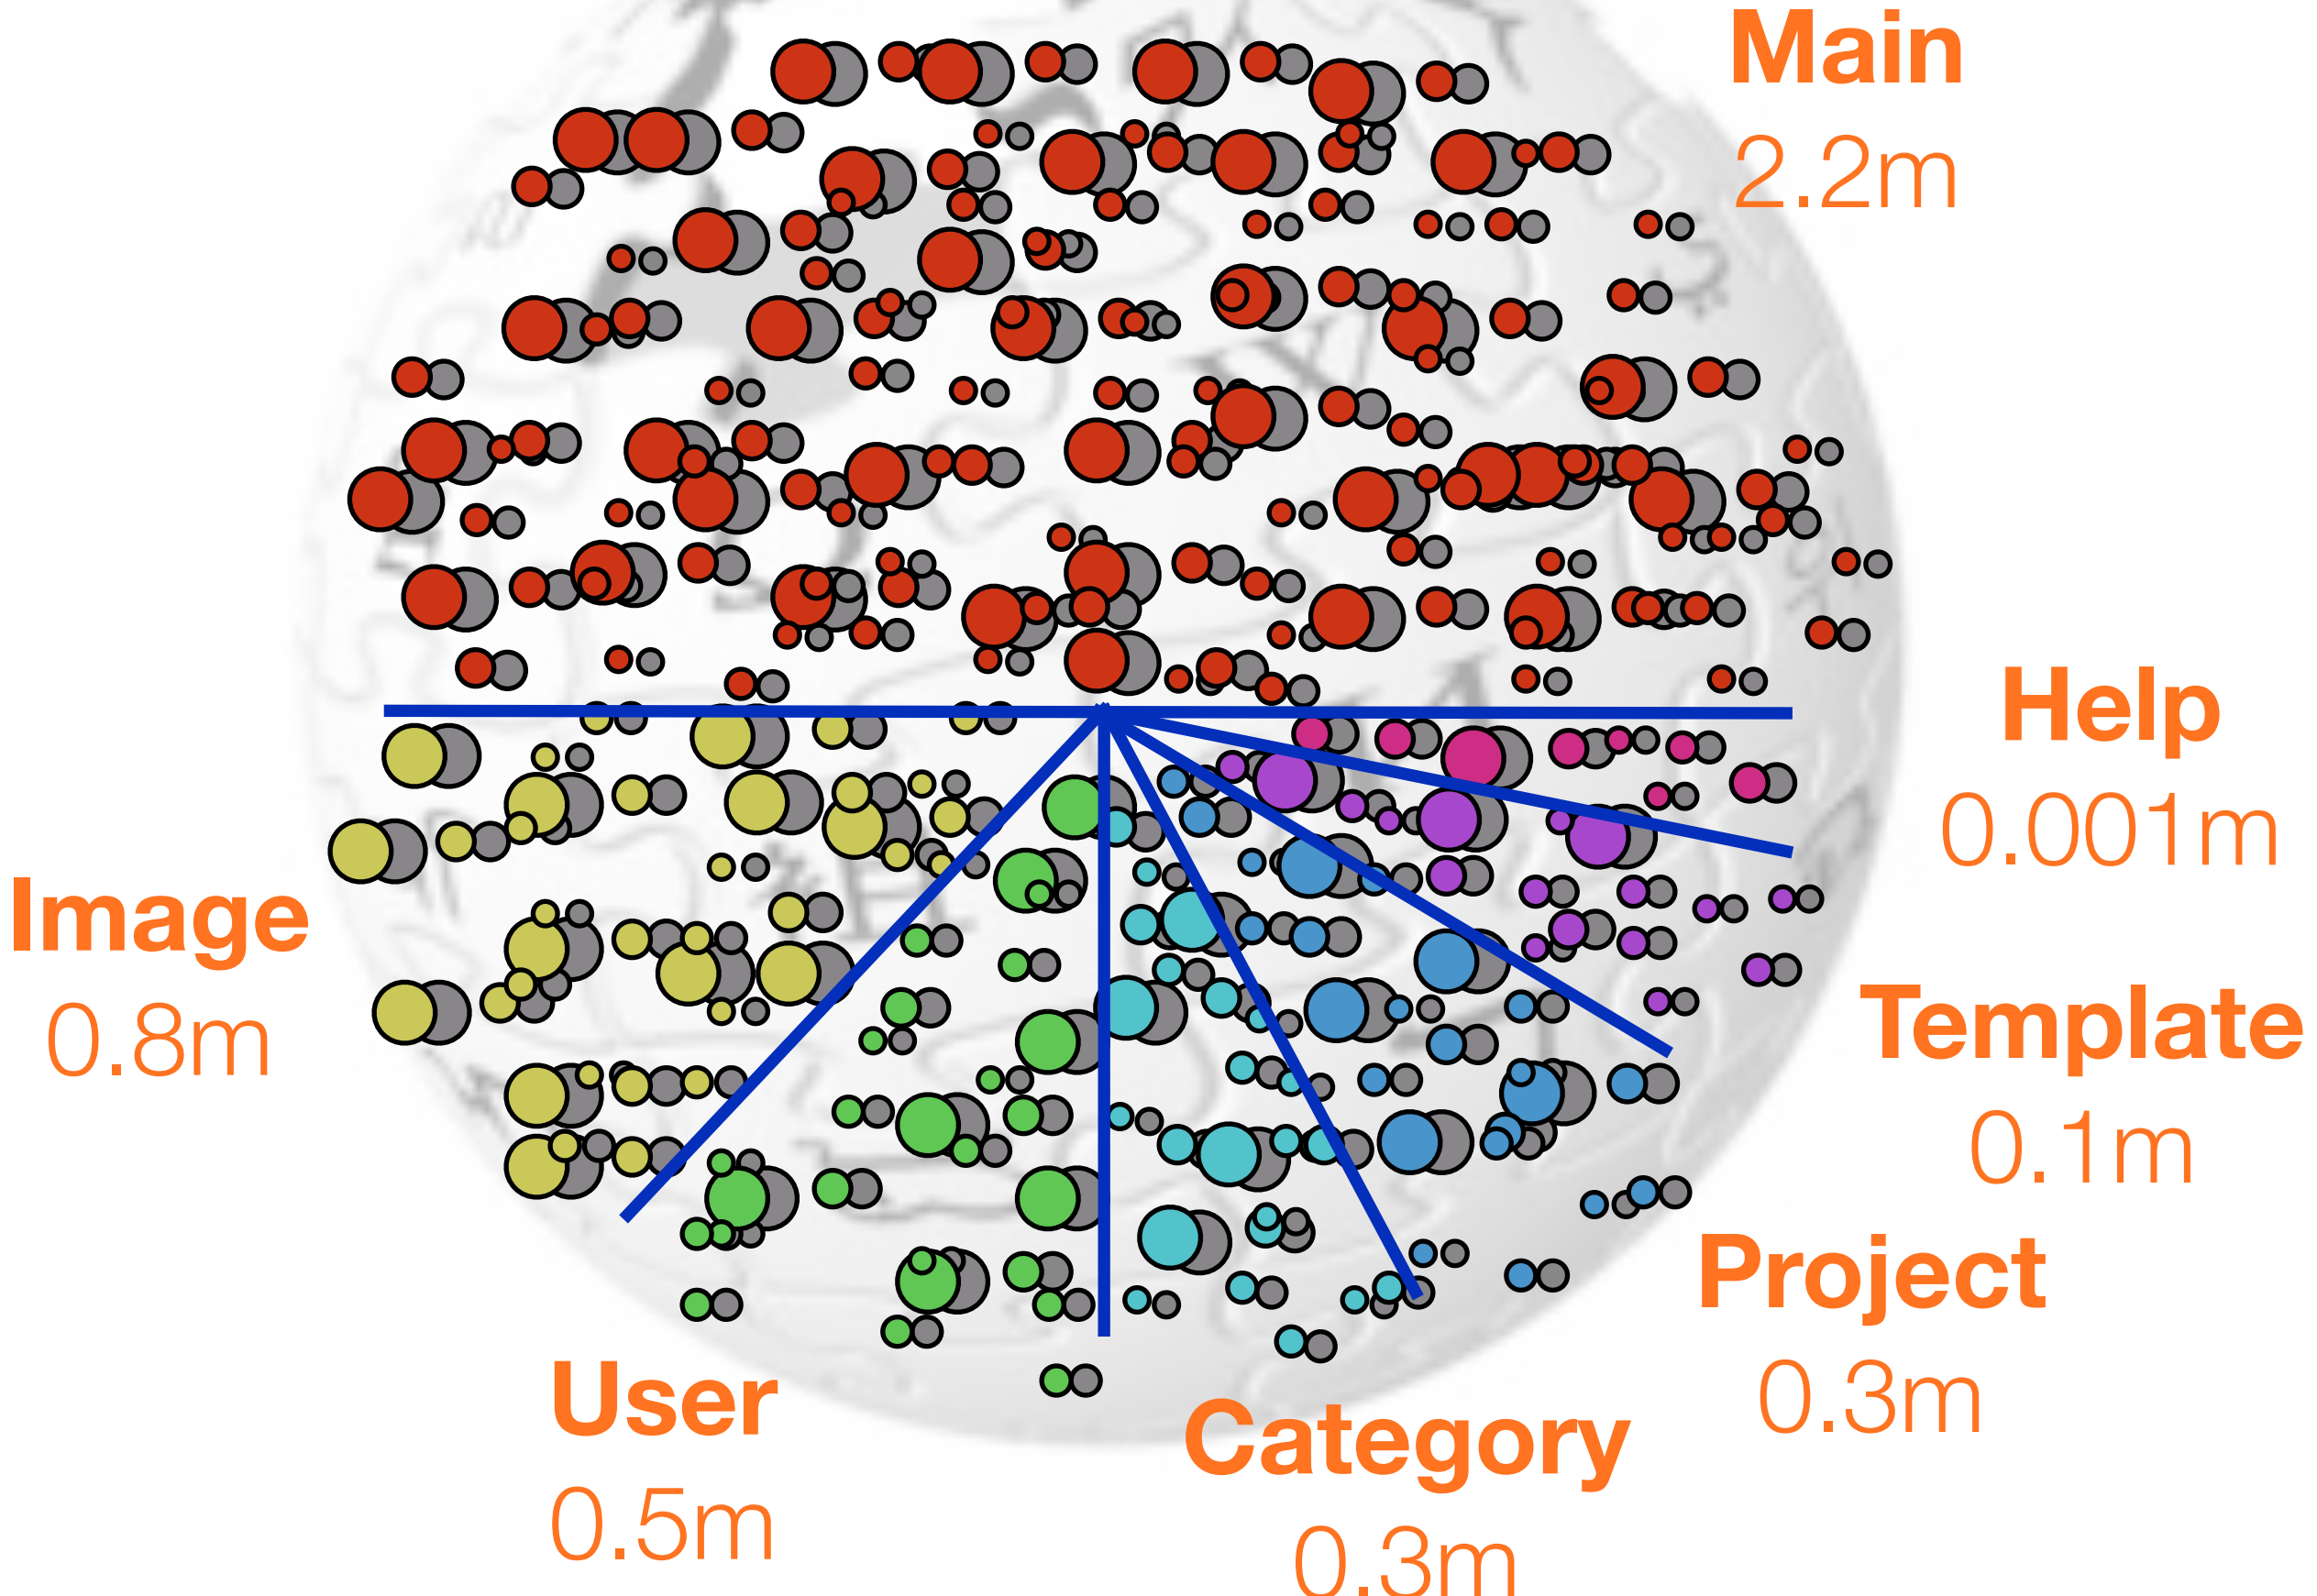 Main
2.2m
Help
0.001m
Image
0.8m
Template
0.1m
Project
0.3m
User
0.5m
Category
0.3m